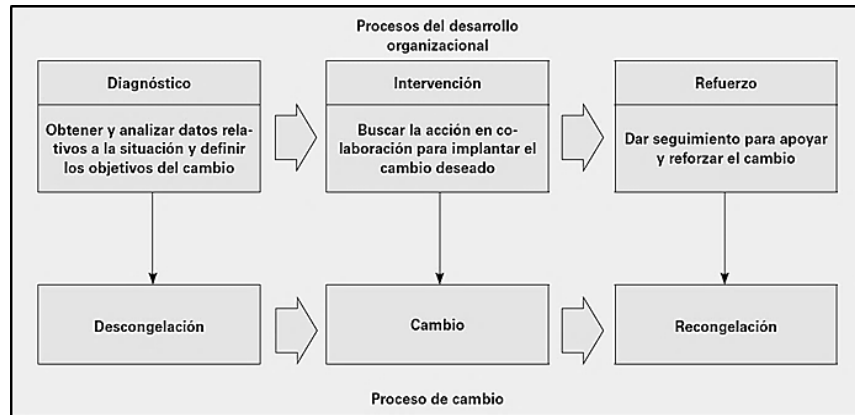 Procesos del desarrollo
organizacional
Diagnóstico
Obtener y analizar datos rela-
tivos a la situación y definir
los objetivos del cambio
Intervención
Buscar la acción en co-
laboración para implantar el
cambio deseado
Refuerzo
Dar seguimiento para apoyar
y reforzar el cambio
Descongelación
Cambio
Recongelación
Proceso de cambio